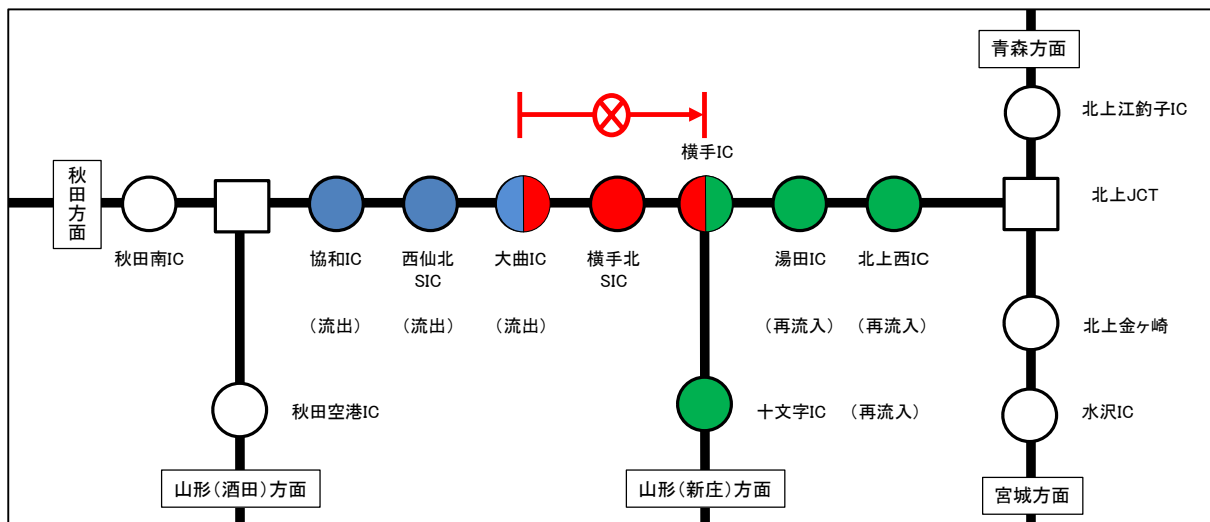 青森方面
北上江釣子IC
横手IC
秋田方面
北上JCT
秋田南IC
協和IC
西仙北
SIC
大曲IC
横手北
SIC
湯田IC
北上西IC
(流出)
(流出)
(流出)
(再流入)
(再流入)
北上金ヶ崎
秋田空港IC
十文字IC
(再流入)
水沢IC
山形(酒田)方面
山形(新庄)方面
宮城方面